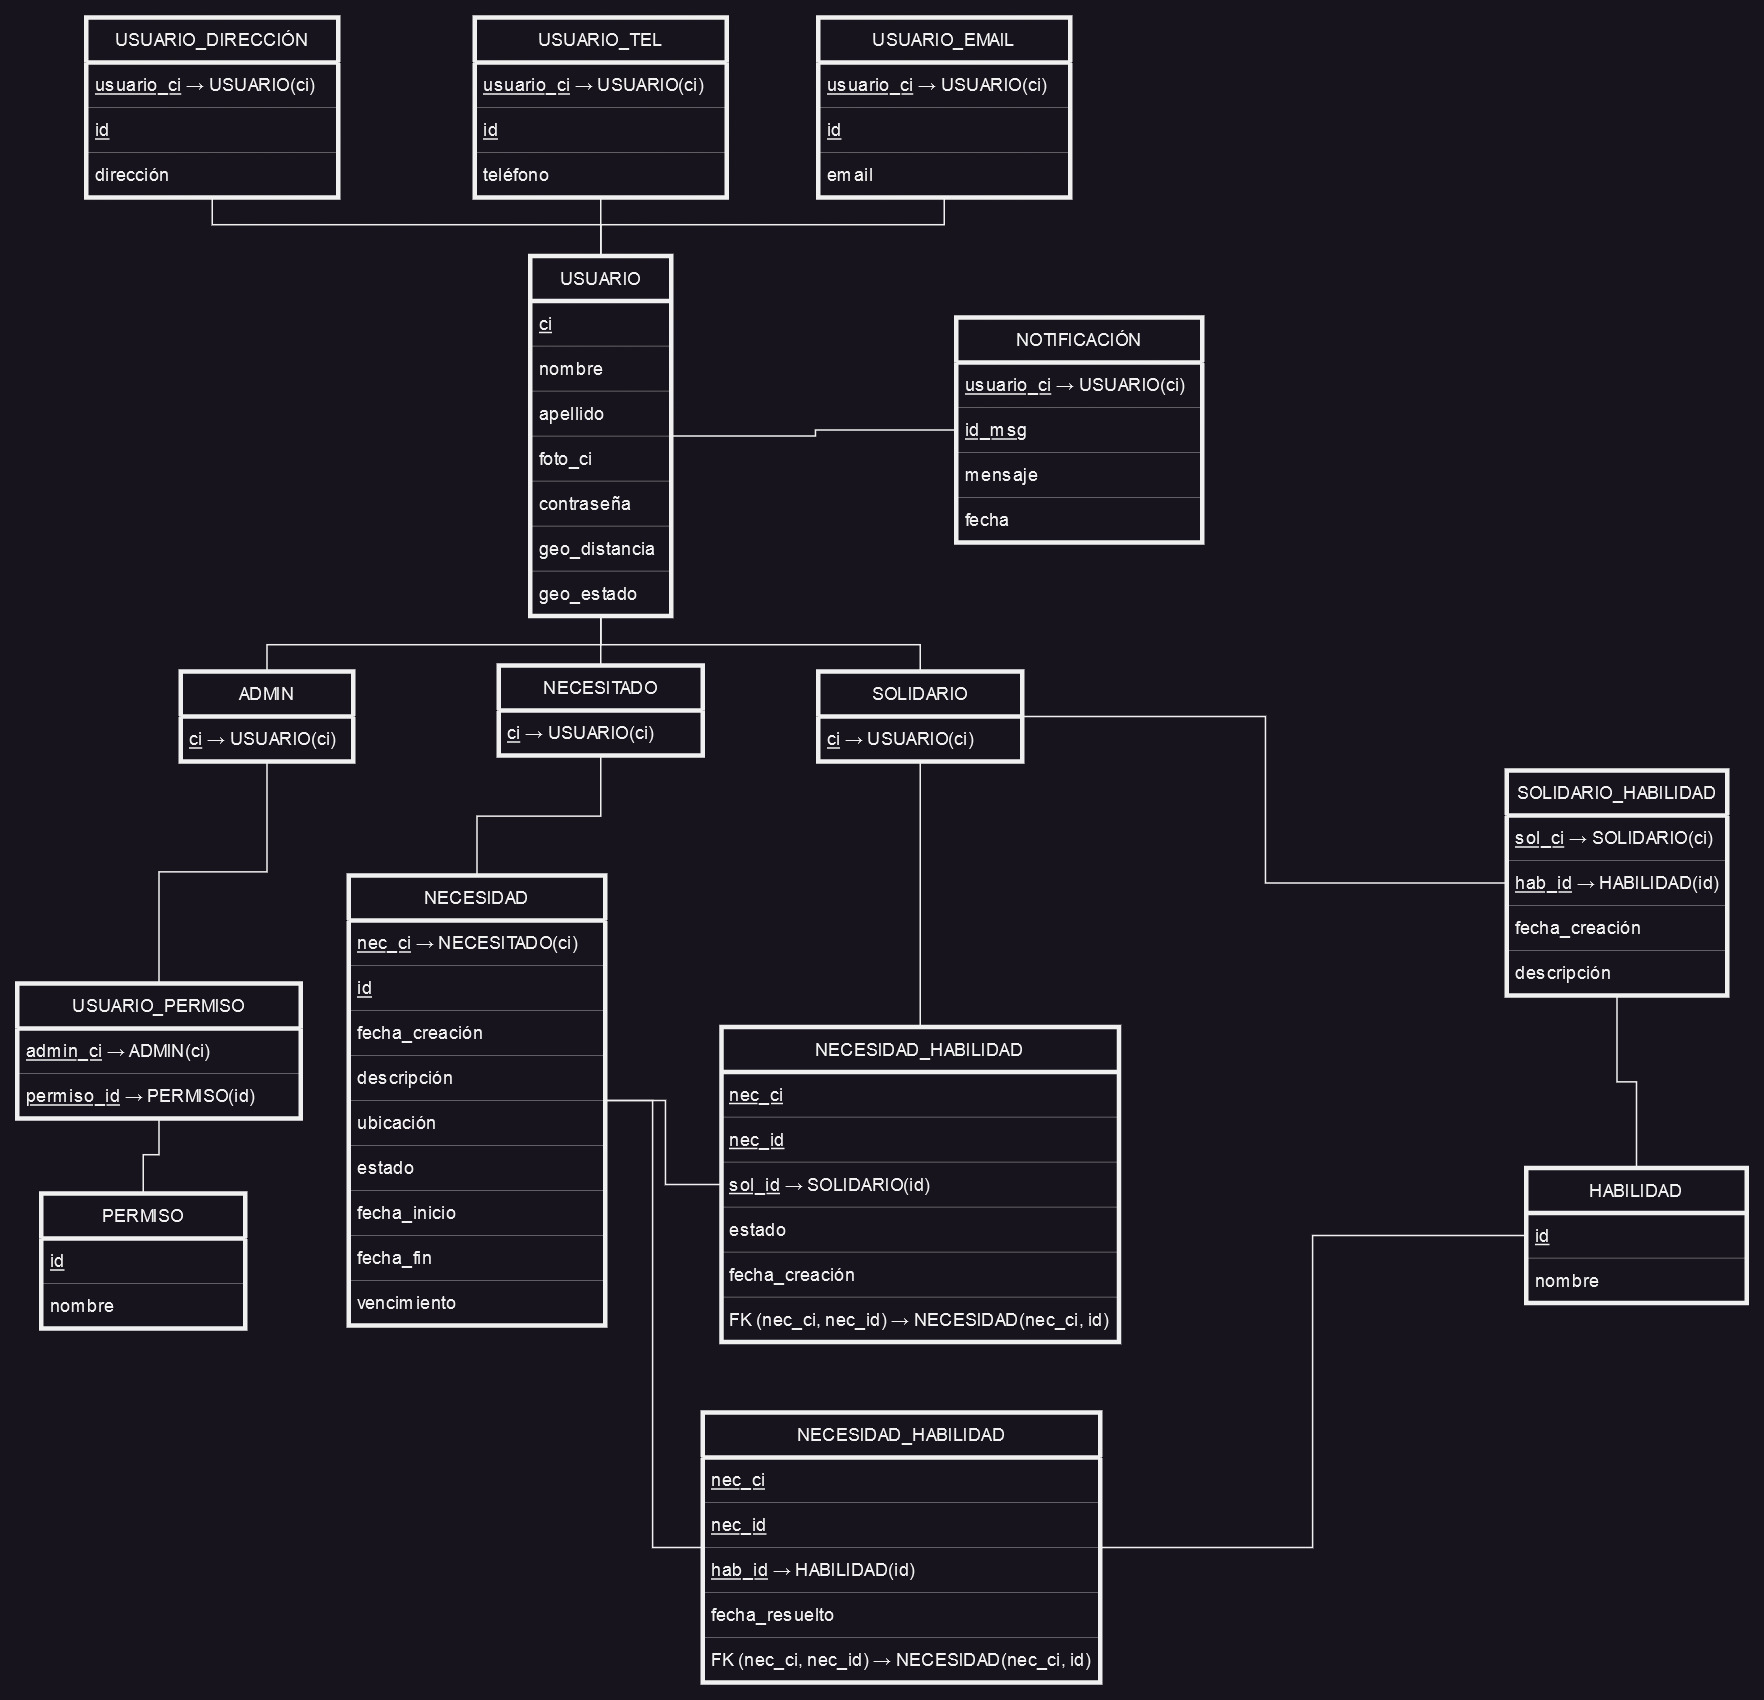 USUARIO_DIRECCIÓN
usuario_ci → USUARIO(ci)
id
dirección
USUARIO_TEL
usuario_ci → USUARIO(ci)
id
teléfono
USUARIO_EMAIL
usuario_ci → USUARIO(ci)
id
email
USUARIO
ci
nombre
apellido
foto_ci
contraseña
geo_distancia
geo_estado
NOTIFICACIÓN
usuario_ci → USUARIO(ci)
id_msg
mensaje
fecha
ADMIN
ci → USUARIO(ci)
NECESITADO
ci → USUARIO(ci)
SOLIDARIO
ci → USUARIO(ci)
SOLIDARIO_HABILIDAD
sol_ci → SOLIDARIO(ci)
hab_id → HABILIDAD(id)
fecha_creación
descripción
NECESIDAD
nec_ci → NECESITADO(ci)
id
fecha_creación
descripción
ubicación
estado
fecha_inicio
fecha_fin
vencimiento
USUARIO_PERMISO
admin_ci → ADMIN(ci)
permiso_id → PERMISO(id)
NECESIDAD_HABILIDAD
nec_ci
nec_id
sol_id → SOLIDARIO(id)
estado
fecha_creación
FK (nec_ci, nec_id) → NECESIDAD(nec_ci, id)
PERMISO
id
nombre
HABILIDAD
id
nombre
NECESIDAD_HABILIDAD
nec_ci
nec_id
hab_id → HABILIDAD(id)
fecha_resuelto
FK (nec_ci, nec_id) → NECESIDAD(nec_ci, id)